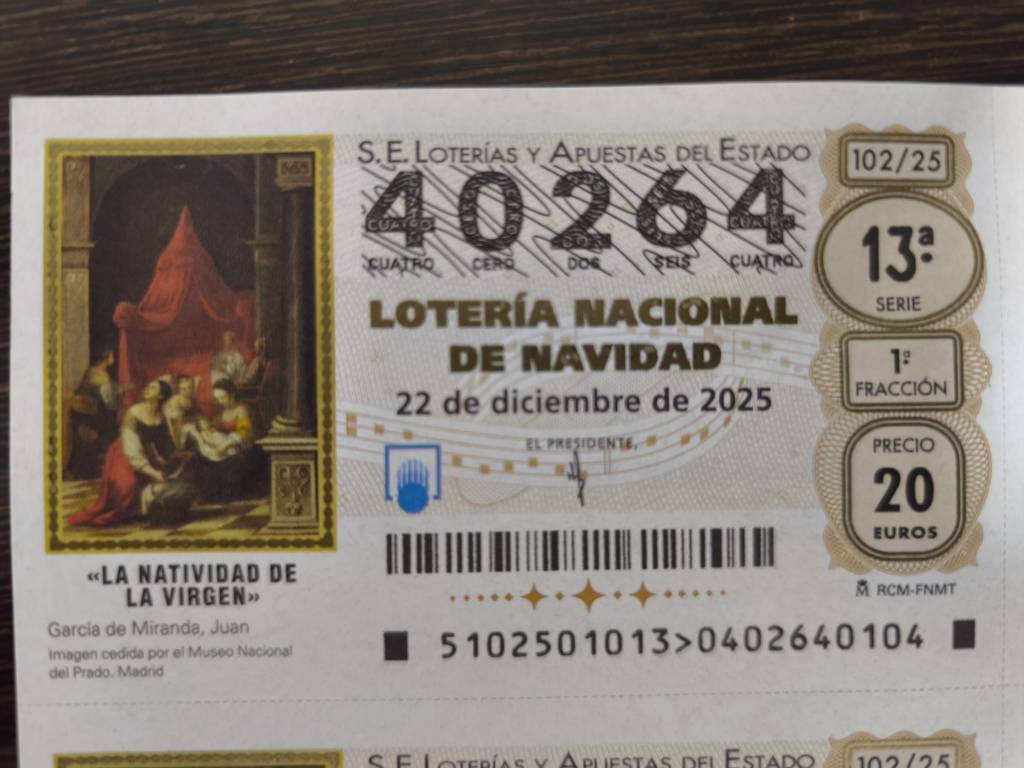 S.E. LOTERÍAS Y APUESTAS DEL ESTADO
40264
CUATRO CERO DOS SEIS CUATRO
LOTERÍA NACIONAL
DE NAVIDAD
22 de diciembre de 2025
EL PRESIDENTE,
102/25
13ª
SERIE
1ª
FRACCIÓN
PRECIO
20
EUROS
RCM-FNMT
«LA NATIVIDAD DE
LA VIRGEN»
García de Miranda, Juan
Imagen cedida por el Museo Nacional
del Prado. Madrid
5102501013>0402640104
S.E. LOTERÍAS Y APUESTAS DEL ESTADO
102/25